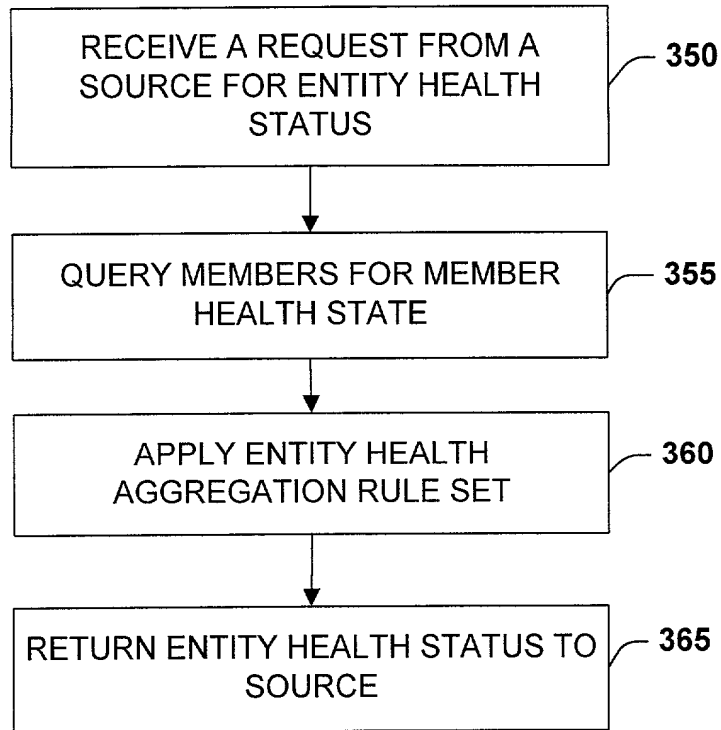 RECEIVE A REQUEST FROM A
SOURCE FOR ENTITY HEALTH
STATUS
350
QUERY MEMBERS FOR MEMBER
HEALTH STATE
355
APPLY ENTITY HEALTH
AGGREGATION RULE SET
360
RETURN ENTITY HEALTH STATUS TO
SOURCE
365